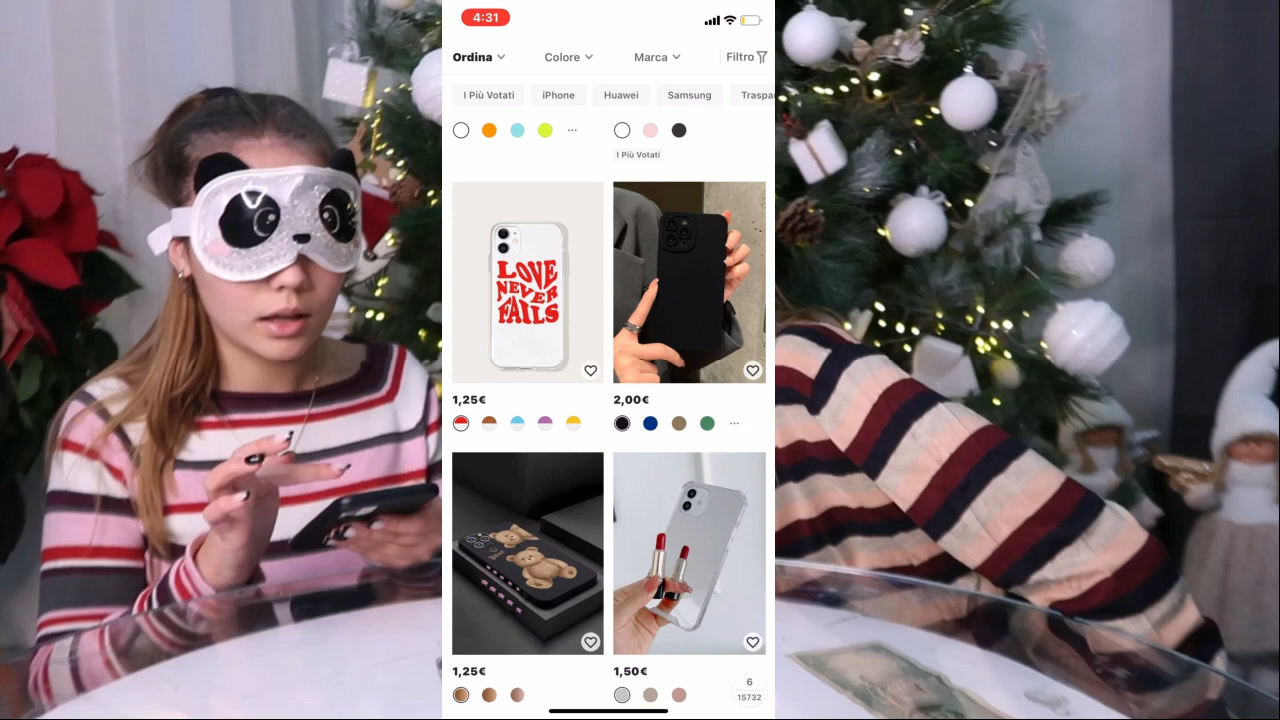 4:31
Ordina Colore Marca Filtro
I Più Votati iPhone Huawei Samsung Traspa
I Più Votati
LOVE
NEVER
FAILS
1,25€ 2,00€
1,25€ 1,50€
6
15732